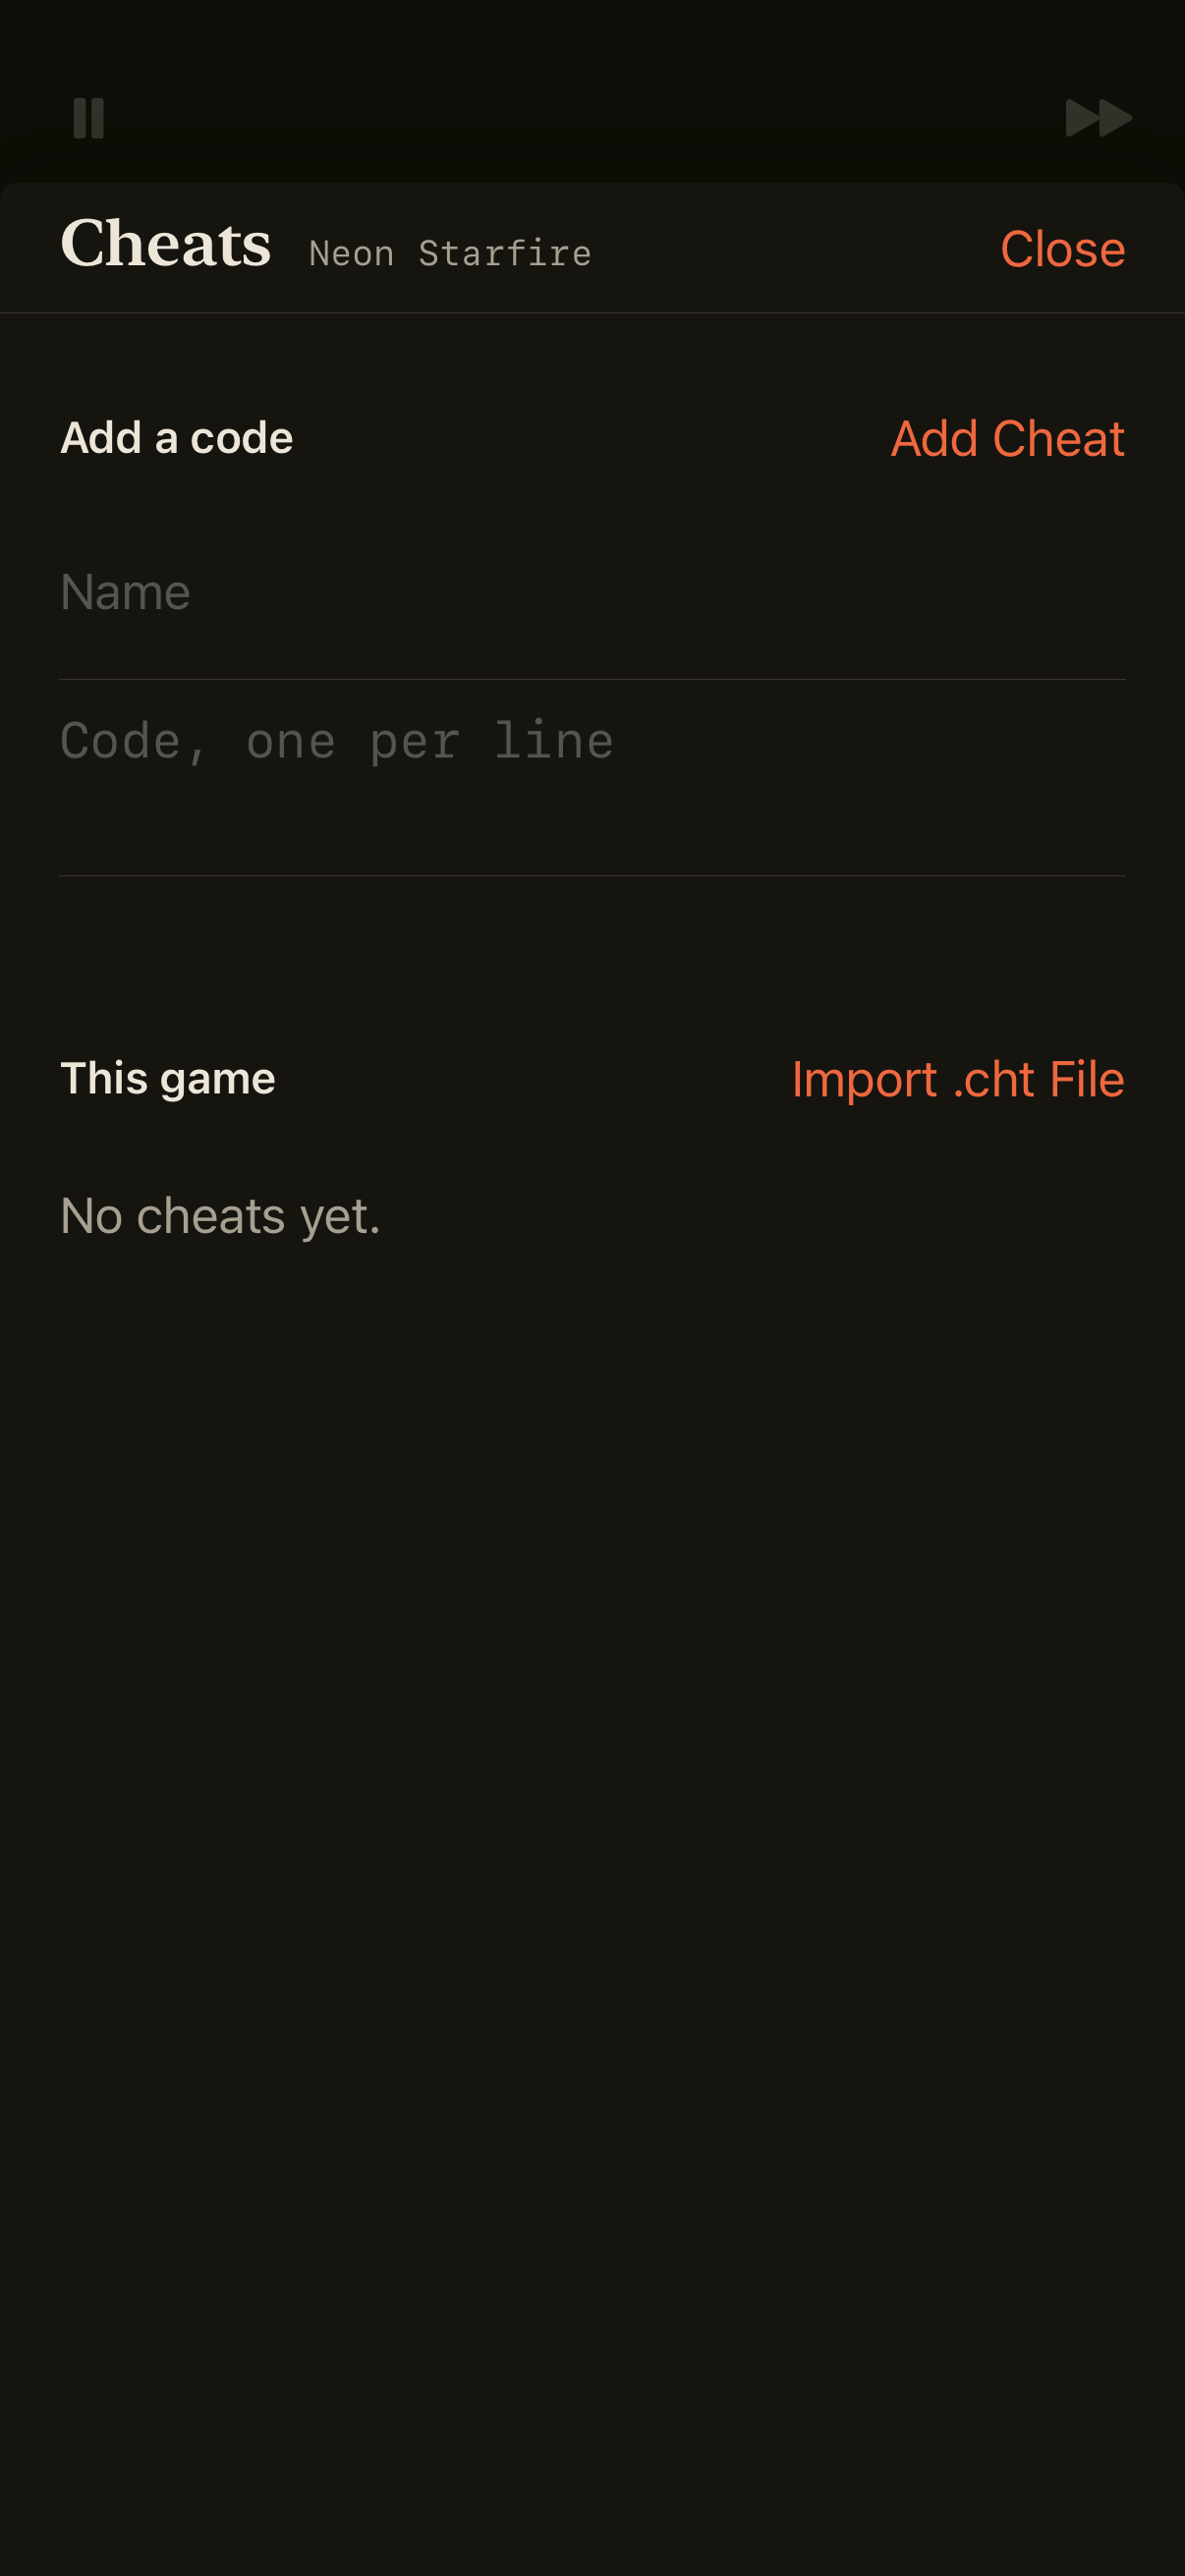 Cheats Neon Starfire Close
Add a code Add Cheat
Name
Code, one per line
This game Import .cht File
No cheats yet.